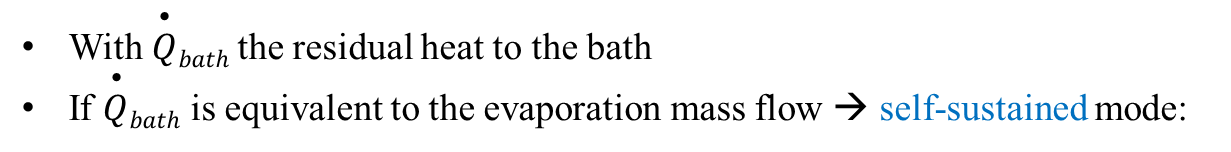 • With Q̇_bath the residual heat to the bath
• If Q̇_bath is equivalent to the evaporation mass flow → self-sustained mode: